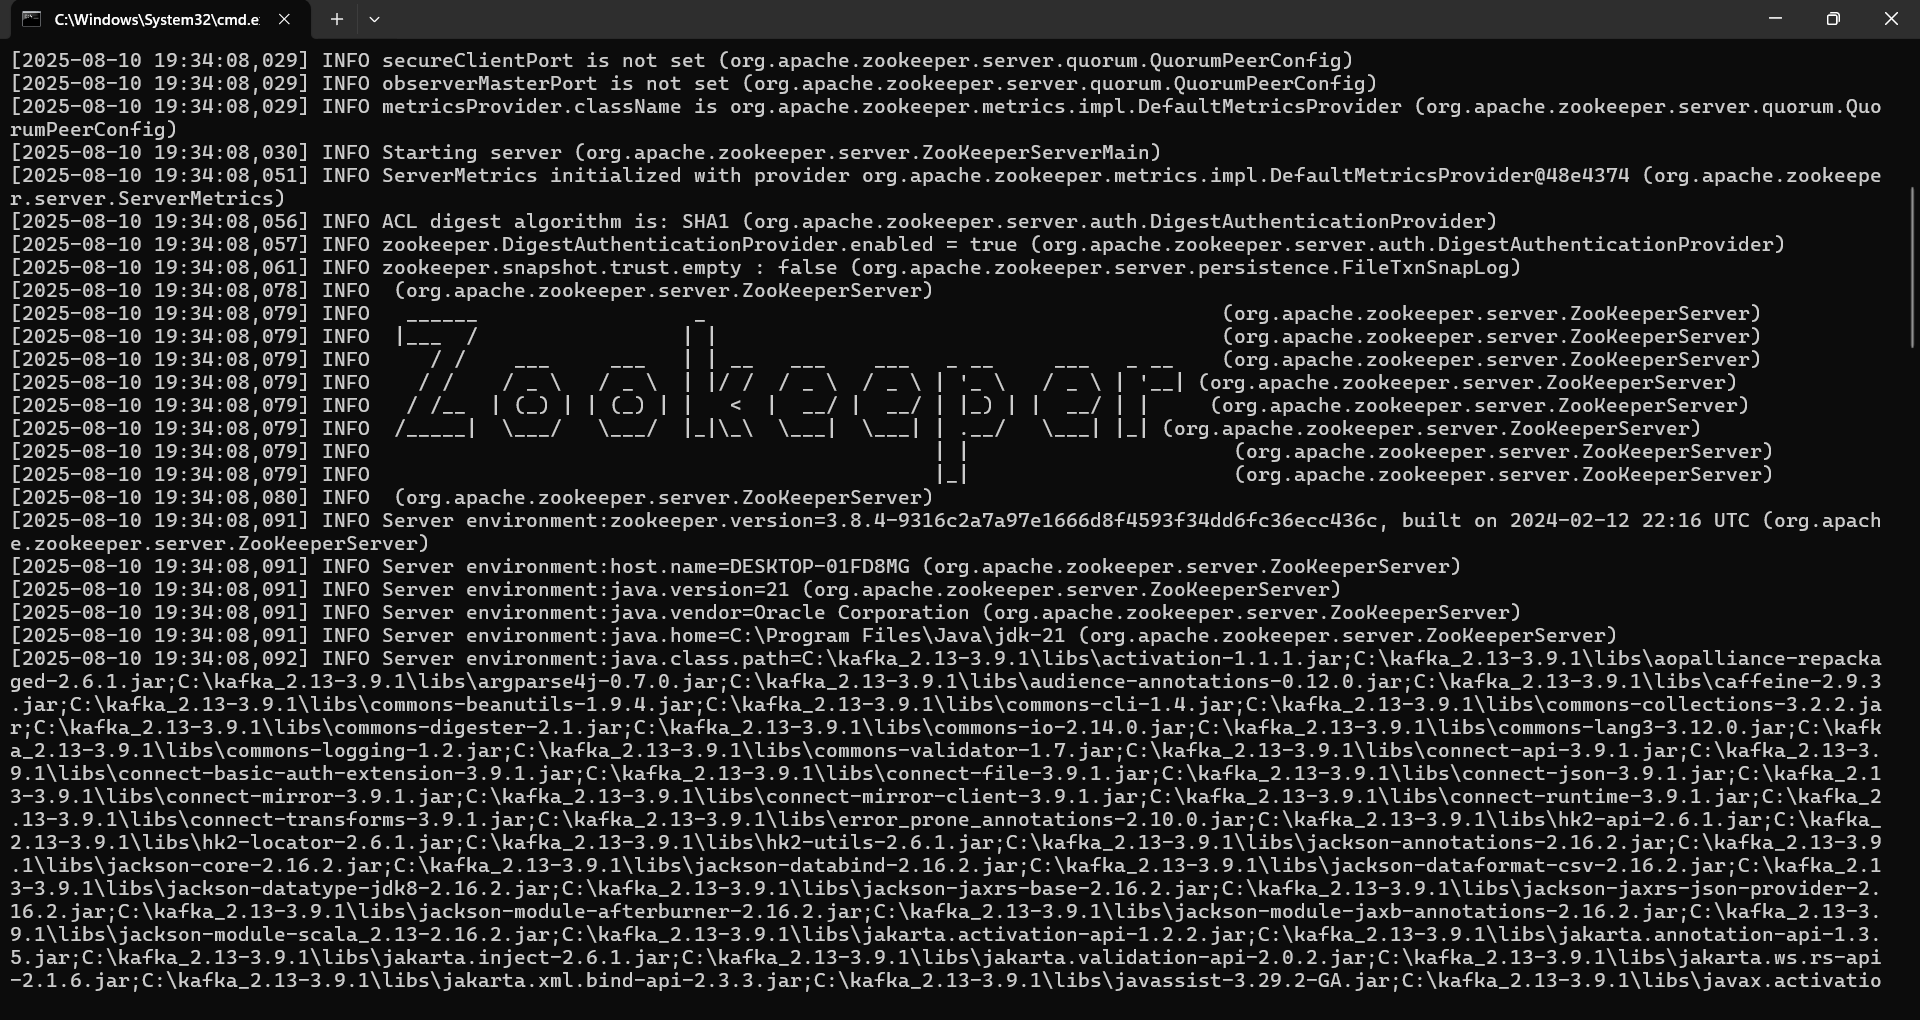 C:\Windows\System32\cmd.e
[2025-08-10 19:34:08,029] INFO secureClientPort is not set (org.apache.zookeeper.server.quorum.QuorumPeerConfig)
[2025-08-10 19:34:08,029] INFO observerMasterPort is not set (org.apache.zookeeper.server.quorum.QuorumPeerConfig)
[2025-08-10 19:34:08,029] INFO metricsProvider.className is org.apache.zookeeper.metrics.impl.DefaultMetricsProvider (org.apache.zookeeper.server.quorum.Quo
rumPeerConfig)
[2025-08-10 19:34:08,030] INFO Starting server (org.apache.zookeeper.server.ZooKeeperServerMain)
[2025-08-10 19:34:08,051] INFO ServerMetrics initialized with provider org.apache.zookeeper.metrics.impl.DefaultMetricsProvider@48e4374 (org.apache.zookeepe
r.server.ServerMetrics)
[2025-08-10 19:34:08,056] INFO ACL digest algorithm is: SHA1 (org.apache.zookeeper.server.auth.DigestAuthenticationProvider)
[2025-08-10 19:34:08,057] INFO zookeeper.DigestAuthenticationProvider.enabled = true (org.apache.zookeeper.server.auth.DigestAuthenticationProvider)
[2025-08-10 19:34:08,061] INFO zookeeper.snapshot.trust.empty : false (org.apache.zookeeper.server.persistence.FileTxnSnapLog)
[2025-08-10 19:34:08,078] INFO  (org.apache.zookeeper.server.ZooKeeperServer)
[2025-08-10 19:34:08,079] INFO   ______                  _                                           (org.apache.zookeeper.server.ZooKeeperServer)
[2025-08-10 19:34:08,079] INFO  |___  /                 | |                                          (org.apache.zookeeper.server.ZooKeeperServer)
[2025-08-10 19:34:08,079] INFO     / /    ___     ___   | | __   ___    ___   _ __     ___   _ __    (org.apache.zookeeper.server.ZooKeeperServer)
[2025-08-10 19:34:08,079] INFO    / /    / _ \   / _ \  | |/ /  / _ \  / _ \ | '_ \   / _ \ | '__| (org.apache.zookeeper.server.ZooKeeperServer)
[2025-08-10 19:34:08,079] INFO   / /__  | (_) | | (_) | |   <  |  __/ |  __/ | |_) | |  __/ | |     (org.apache.zookeeper.server.ZooKeeperServer)
[2025-08-10 19:34:08,079] INFO  /_____|  \___/   \___/  |_|\_\  \___|  \___| | .__/   \___| |_| (org.apache.zookeeper.server.ZooKeeperServer)
[2025-08-10 19:34:08,079] INFO                                               | |                      (org.apache.zookeeper.server.ZooKeeperServer)
[2025-08-10 19:34:08,079] INFO                                               |_|                      (org.apache.zookeeper.server.ZooKeeperServer)
[2025-08-10 19:34:08,080] INFO  (org.apache.zookeeper.server.ZooKeeperServer)
[2025-08-10 19:34:08,091] INFO Server environment:zookeeper.version=3.8.4-9316c2a7a97e1666d8f4593f34dd6fc36ecc436c, built on 2024-02-12 22:16 UTC (org.apach
e.zookeeper.server.ZooKeeperServer)
[2025-08-10 19:34:08,091] INFO Server environment:host.name=DESKTOP-01FD8MG (org.apache.zookeeper.server.ZooKeeperServer)
[2025-08-10 19:34:08,091] INFO Server environment:java.version=21 (org.apache.zookeeper.server.ZooKeeperServer)
[2025-08-10 19:34:08,091] INFO Server environment:java.vendor=Oracle Corporation (org.apache.zookeeper.server.ZooKeeperServer)
[2025-08-10 19:34:08,091] INFO Server environment:java.home=C:\Program Files\Java\jdk-21 (org.apache.zookeeper.server.ZooKeeperServer)
[2025-08-10 19:34:08,092] INFO Server environment:java.class.path=C:\kafka_2.13-3.9.1\libs\activation-1.1.1.jar;C:\kafka_2.13-3.9.1\libs\aopalliance-repacka
ged-2.6.1.jar;C:\kafka_2.13-3.9.1\libs\argparse4j-0.7.0.jar;C:\kafka_2.13-3.9.1\libs\audience-annotations-0.12.0.jar;C:\kafka_2.13-3.9.1\libs\caffeine-2.9.3
.jar;C:\kafka_2.13-3.9.1\libs\commons-beanutils-1.9.4.jar;C:\kafka_2.13-3.9.1\libs\commons-cli-1.4.jar;C:\kafka_2.13-3.9.1\libs\commons-collections-3.2.2.ja
r;C:\kafka_2.13-3.9.1\libs\commons-digester-2.1.jar;C:\kafka_2.13-3.9.1\libs\commons-io-2.14.0.jar;C:\kafka_2.13-3.9.1\libs\commons-lang3-3.12.0.jar;C:\kafk
a_2.13-3.9.1\libs\commons-logging-1.2.jar;C:\kafka_2.13-3.9.1\libs\commons-validator-1.7.jar;C:\kafka_2.13-3.9.1\libs\connect-api-3.9.1.jar;C:\kafka_2.13-3.
9.1\libs\connect-basic-auth-extension-3.9.1.jar;C:\kafka_2.13-3.9.1\libs\connect-file-3.9.1.jar;C:\kafka_2.13-3.9.1\libs\connect-json-3.9.1.jar;C:\kafka_2.1
3-3.9.1\libs\connect-mirror-3.9.1.jar;C:\kafka_2.13-3.9.1\libs\connect-mirror-client-3.9.1.jar;C:\kafka_2.13-3.9.1\libs\connect-runtime-3.9.1.jar;C:\kafka_2
.13-3.9.1\libs\connect-transforms-3.9.1.jar;C:\kafka_2.13-3.9.1\libs\error_prone_annotations-2.10.0.jar;C:\kafka_2.13-3.9.1\libs\hk2-api-2.6.1.jar;C:\kafka_
2.13-3.9.1\libs\hk2-locator-2.6.1.jar;C:\kafka_2.13-3.9.1\libs\hk2-utils-2.6.1.jar;C:\kafka_2.13-3.9.1\libs\jackson-annotations-2.16.2.jar;C:\kafka_2.13-3.9
.1\libs\jackson-core-2.16.2.jar;C:\kafka_2.13-3.9.1\libs\jackson-databind-2.16.2.jar;C:\kafka_2.13-3.9.1\libs\jackson-dataformat-csv-2.16.2.jar;C:\kafka_2.1
3-3.9.1\libs\jackson-datatype-jdk8-2.16.2.jar;C:\kafka_2.13-3.9.1\libs\jackson-jaxrs-base-2.16.2.jar;C:\kafka_2.13-3.9.1\libs\jackson-jaxrs-json-provider-2.
16.2.jar;C:\kafka_2.13-3.9.1\libs\jackson-module-afterburner-2.16.2.jar;C:\kafka_2.13-3.9.1\libs\jackson-module-jaxb-annotations-2.16.2.jar;C:\kafka_2.13-3.
9.1\libs\jackson-module-scala_2.13-2.16.2.jar;C:\kafka_2.13-3.9.1\libs\jakarta.activation-api-1.2.2.jar;C:\kafka_2.13-3.9.1\libs\jakarta.annotation-api-1.3.
5.jar;C:\kafka_2.13-3.9.1\libs\jakarta.inject-2.6.1.jar;C:\kafka_2.13-3.9.1\libs\jakarta.validation-api-2.0.2.jar;C:\kafka_2.13-3.9.1\libs\jakarta.ws.rs-api
-2.1.6.jar;C:\kafka_2.13-3.9.1\libs\jakarta.xml.bind-api-2.3.3.jar;C:\kafka_2.13-3.9.1\libs\javassist-3.29.2-GA.jar;C:\kafka_2.13-3.9.1\libs\javax.activatio